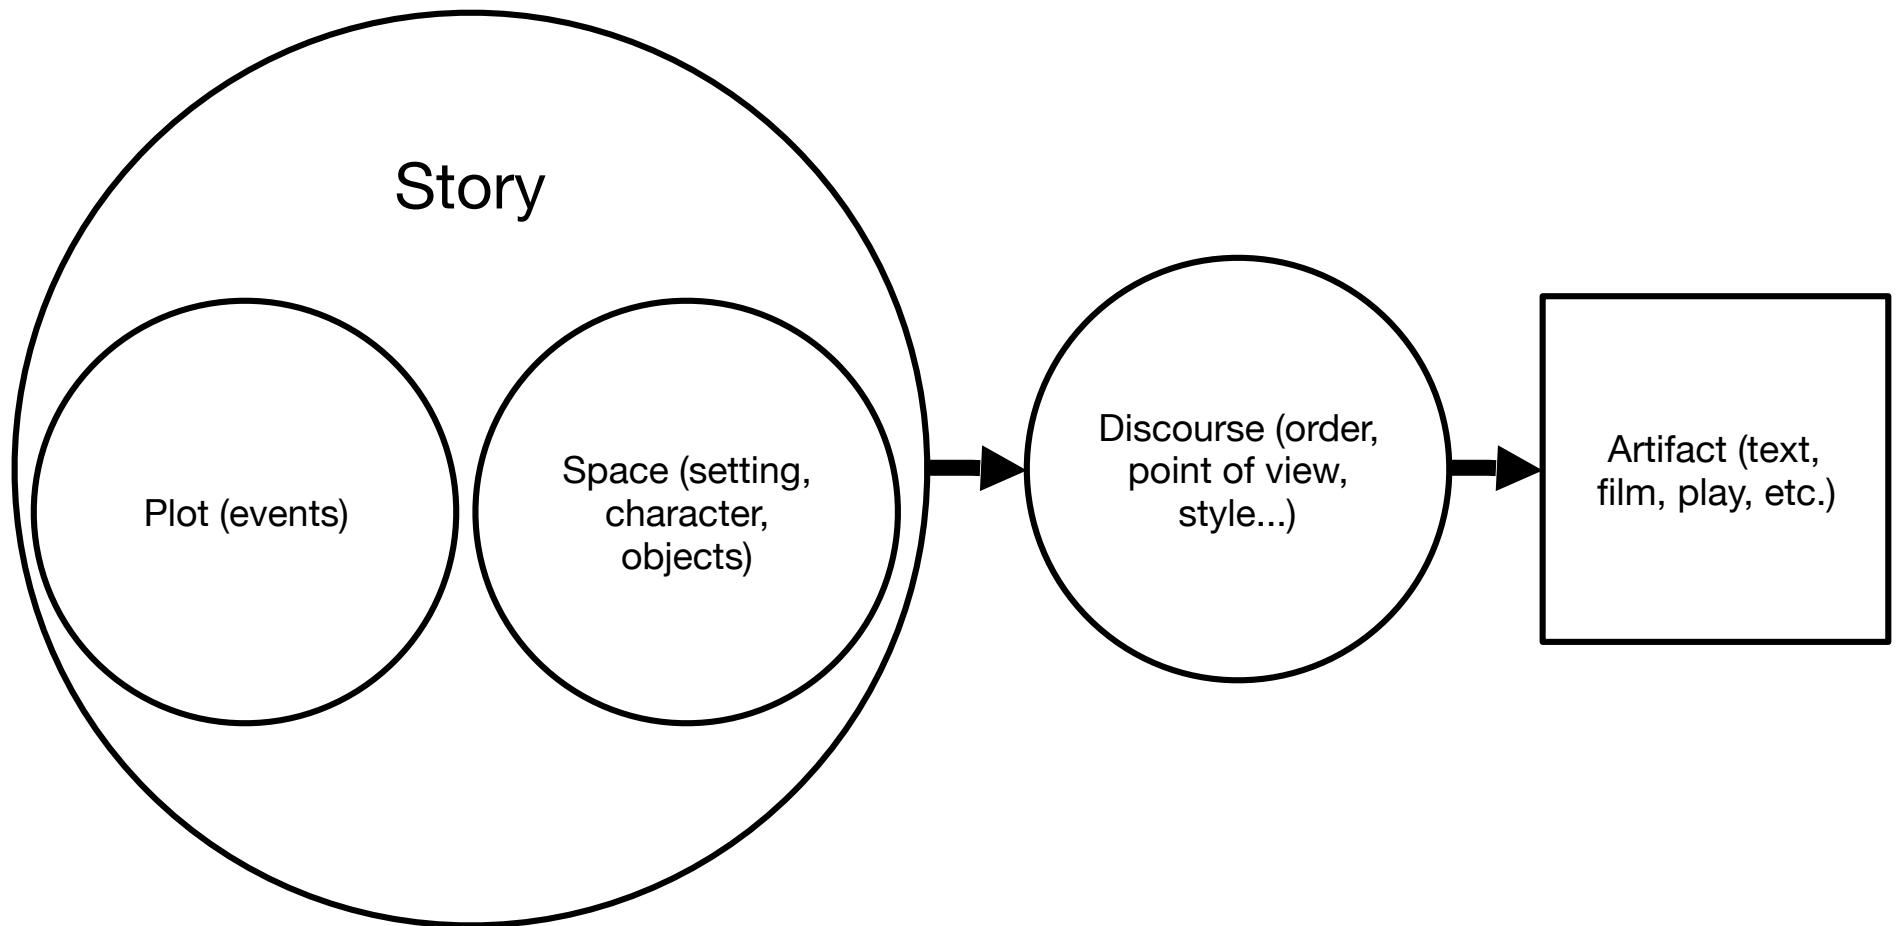 Story
Plot (events)
Space (setting,
character,
objects)
Discourse (order,
point of view,
style...)
Artifact (text,
film, play, etc.)